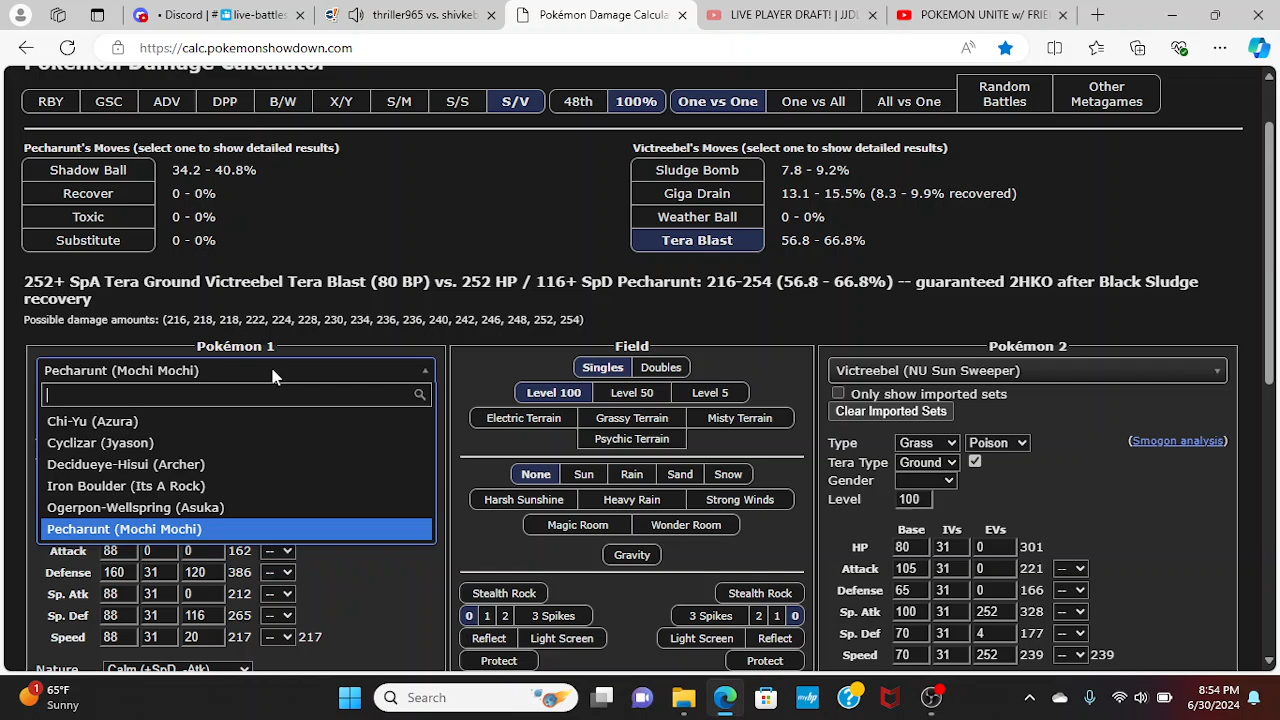 Discord | # live-battles
thriller965 vs. shivkeb
Pokémon Damage Calcula
LIVE PLAYER DRAFT! | JDL
POKEMON UNITE w/ FRIE
https://calc.pokemonshowdown.com
Pokémon Damage Calculator
RBY GSC ADV DPP B/W X/Y S/M S/S S/V 48th 100% One vs One One vs All All vs One Random Battles Other Metagames
Pecharunt's Moves (select one to show detailed results)
Shadow Ball 34.2 - 40.8%
Recover 0 - 0%
Toxic 0 - 0%
Substitute 0 - 0%
Victreebel's Moves (select one to show detailed results)
Sludge Bomb 7.8 - 9.2%
Giga Drain 13.1 - 15.5% (8.3 - 9.9% recovered)
Weather Ball 0 - 0%
Tera Blast 56.8 - 66.8%
252+ SpA Tera Ground Victreebel Tera Blast (80 BP) vs. 252 HP / 116+ SpD Pecharunt: 216-254 (56.8 - 66.8%) -- guaranteed 2HKO after Black Sludge
recovery
Possible damage amounts: (216, 218, 218, 222, 224, 228, 230, 234, 236, 236, 240, 242, 246, 248, 252, 254)
Pokémon 1
Pecharunt (Mochi Mochi)
Chi-Yu (Azura)
Cyclizar (Jyason)
Decidueye-Hisui (Archer)
Iron Boulder (Its A Rock)
Ogerpon-Wellspring (Asuka)
Pecharunt (Mochi Mochi)
Attack 88 0 0 162 --
Defense 160 31 120 386 --
Sp. Atk 88 31 0 212 --
Sp. Def 88 31 116 265 --
Speed 88 31 20 217 -- 217
Nature Calm (+SpD, -Atk)
Field
Singles Doubles
Level 100 Level 50 Level 5
Electric Terrain Grassy Terrain Misty Terrain
Psychic Terrain
None Sun Rain Sand Snow
Harsh Sunshine Heavy Rain Strong Winds
Magic Room Wonder Room
Gravity
Stealth Rock Stealth Rock
0 1 2 3 Spikes 3 Spikes 2 1 0
Reflect Light Screen Light Screen Reflect
Protect Protect
Pokémon 2
Victreebel (NU Sun Sweeper)
Only show imported sets
Clear Imported Sets
Type Grass Poison (Smogon analysis)
Tera Type Ground
Gender
Level 100
Base IVs EVs
HP 80 31 0 301
Attack 105 31 0 221 --
Defense 65 31 0 166 --
Sp. Atk 100 31 252 328 --
Sp. Def 70 31 4 177 --
Speed 70 31 252 239 -- 239
1
65°F
Sunny
Search
2
8:54 PM
6/30/2024